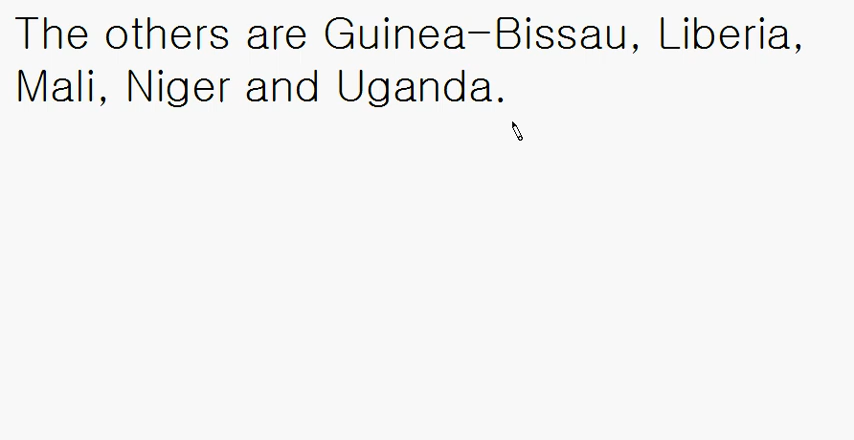 The others are Guinea-Bissau, Liberia,
Mali, Niger and Uganda.